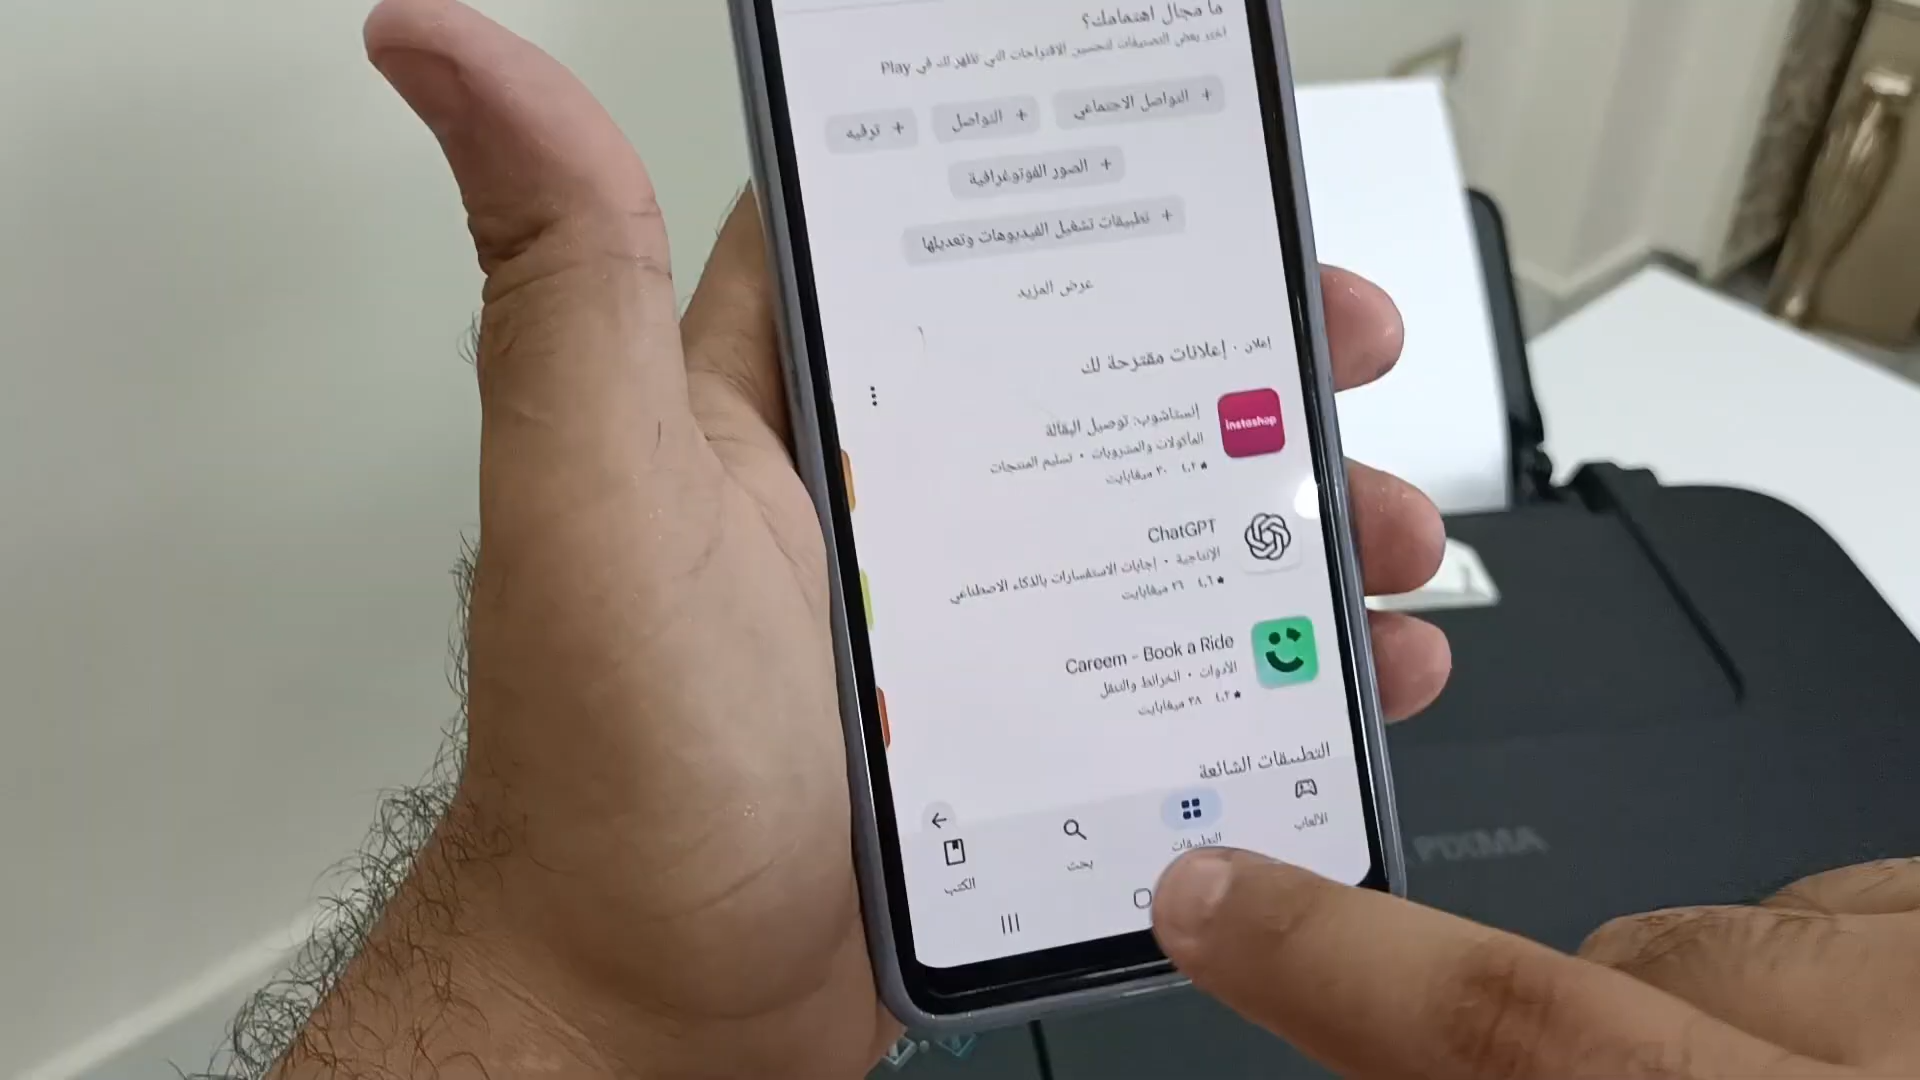 ما مجال اهتمامك؟
اختر بعض التصنيفات لتحسين الاقتراحات التي تظهر لك في Play
+ التواصل الاجتماعي
+ التواصل
+ ترفيه
+ الصور الفوتوغرافية
+ تطبيقات تشغيل الفيديوهات وتعديلها
عرض المزيد
إعلان · إعلانات مقترحة لك
instashop
إنستاشوب: توصيل البقالة
المأكولات والمشروبات • تسليم المنتجات
٤٫٢★ ٣٠ ميغابايت
ChatGPT
الإنتاجية • إجابات الاستفسارات بالذكاء الاصطناعي
٤٫٦★ ٢٦ ميغابايت
Careem - Book a Ride
الأدوات • الخرائط والتنقل
٤٫٢★ ٣٨ ميغابايت
التطبيقات الشائعة
الألعاب
التطبيقات
بحث
الكتب
PIXMA